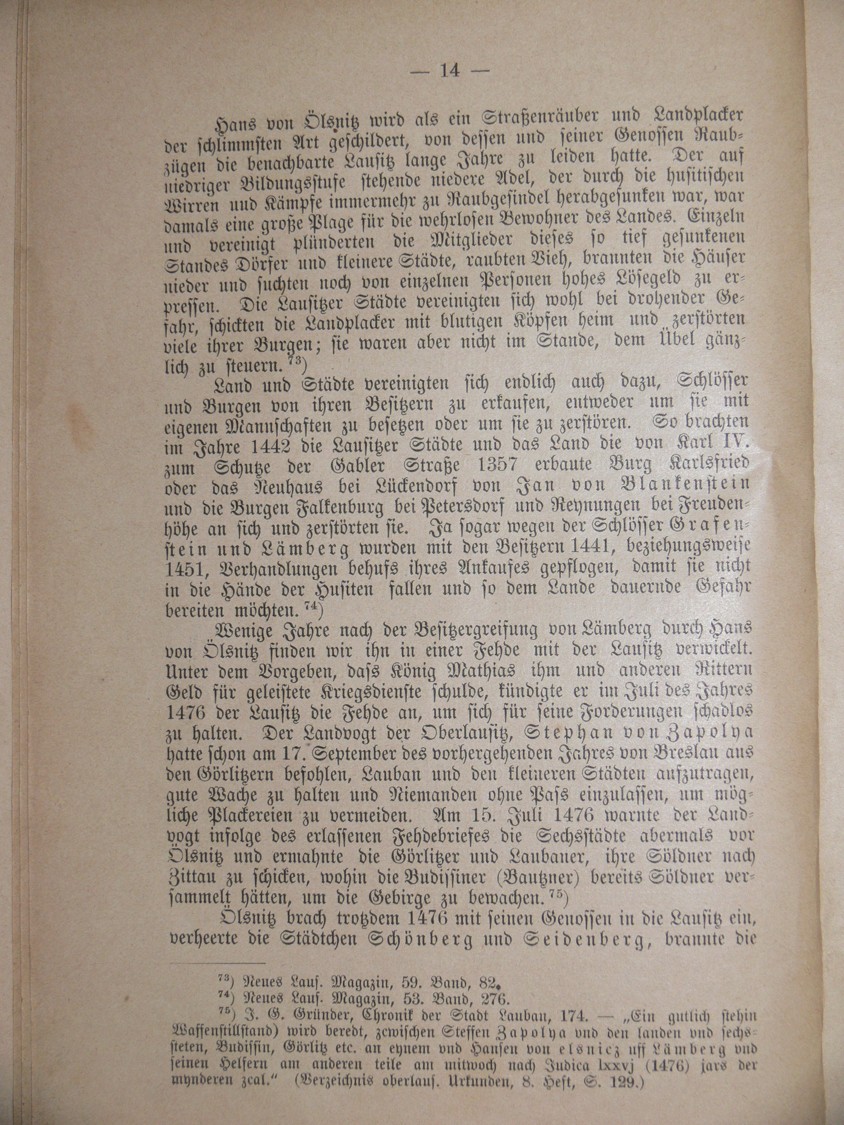 — 14 —
Hans von Ölsnitz wird als ein Straßenräuber und Landplacker
der schlimmsten Art geschildert, von dessen und seiner Genossen Raub-
zügen die benachbarte Lausitz lange Jahre zu leiden hatte. Der auf
niedriger Bildungsstufe stehende niedere Adel, der durch die husitischen
Wirren und Kämpfe immermehr zu Raubgesindel herabgesunken war, war
damals eine große Plage für die wehrlosen Bewohner des Landes. Einzeln
und vereinigt plünderten die Mitglieder dieses so tief gesunkenen
Standes Dörfer und kleinere Städte, raubten Vieh, brannten die Häuser
nieder und suchten noch von einzelnen Personen hohes Lösegeld zu er-
pressen. Die Lausitzer Städte vereinigten sich wohl bei drohender Ge-
fahr, schickten die Landplacker mit blutigen Köpfen heim und zerstörten
viele ihrer Burgen; sie waren aber nicht im Stande, dem Übel gänz-
lich zu steuern. 73)
Land und Städte vereinigten sich endlich auch dazu, Schlösser
und Burgen von ihren Besitzern zu erkaufen, entweder um sie mit
eigenen Mannschaften zu besetzen oder um sie zu zerstören. So brachten
im Jahre 1442 die Lausitzer Städte und das Land die von Karl IV.
zum Schutze der Gabler Straße 1357 erbaute Burg Karlsfried
oder das Neuhaus bei Lückendorf von Jan von Blankenstein
und die Burgen Falkenburg bei Petersdorf und Reynungen bei Freuden-
höhe an sich und zerstörten sie. Ja sogar wegen der Schlösser Grafen-
stein und Lämberg wurden mit den Besitzern 1441, beziehungsweise
1451, Verhandlungen behufs ihres Ankaufes gepflogen, damit sie nicht
in die Hände der Husiten fallen und so dem Lande dauernde Gefahr
bereiten möchten. 74)
Wenige Jahre nach der Besitzergreifung von Lämberg durch Hans
von Ölsnitz finden wir ihn in einer Fehde mit der Lausitz verwickelt.
Unter dem Vorgeben, dass König Mathias ihm und anderen Rittern
Geld für geleistete Kriegsdienste schulde, kündigte er im Juli des Jahres
1476 der Lausitz die Fehde an, um sich für seine Forderungen schadlos
zu halten. Der Landvogt der Oberlausitz, Stephan von Zapolya
hatte schon am 17. September des vorhergehenden Jahres von Breslau aus
den Görlitzern befohlen, Lauban und den kleineren Städten aufzutragen,
gute Wache zu halten und Niemanden ohne Pass einzulassen, um mög-
liche Plackereien zu vermeiden. Am 15. Juli 1476 warnte der Land-
vogt infolge des erlassenen Fehdebriefes die Sechsstädte abermals vor
Ölsnitz und ermahnte die Görlitzer und Laubauer, ihre Söldner nach
Zittau zu schicken, wohin die Budissiner (Bautzner) bereits Söldner ver-
sammelt hätten, um die Gebirge zu bewachen. 75)
Ölsnitz brach trotzdem 1476 mit seinen Genossen in die Lausitz ein,
verheerte die Städtchen Schönberg und Seidenberg, brannte die
73) Neues Laus. Magazin, 59. Band, 82.
74) Neues Laus. Magazin, 53. Band, 276.
75) J. G. Gründer, Chronik der Stadt Lauban, 174. — „Ein gutlich stehin
Waffenstillstand) wird beredt, zcwischen Steffen Zapolya vnd den landen vnd sechs-
steten, Budissin, Görlitz etc. an eynem vnd Hansen von elsnicz uff Lämberg vnd
seinen Helfern am anderen teile am mitwoch nach Judica lxxvj (1476) jars der
mynderen zcal.“ (Verzeichnis oberlaus. Urkunden, 8. Heft, S. 129.)